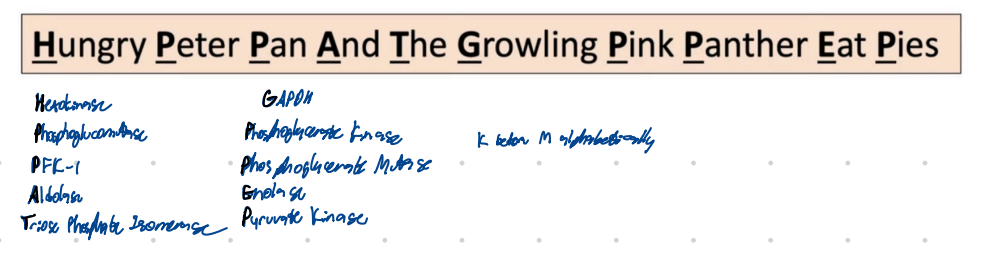 Hungry Peter Pan And The Growling Pink Panther Eat Pies
Hexokinase
Phosphoglucomutase
PFK-1
Aldolase
Triose Phosphate Isomerase
GAPDH
Phosphoglycerate Kinase
Phosphoglycerate Mutase
Enolase
Pyruvate Kinase
K before M alphabetically